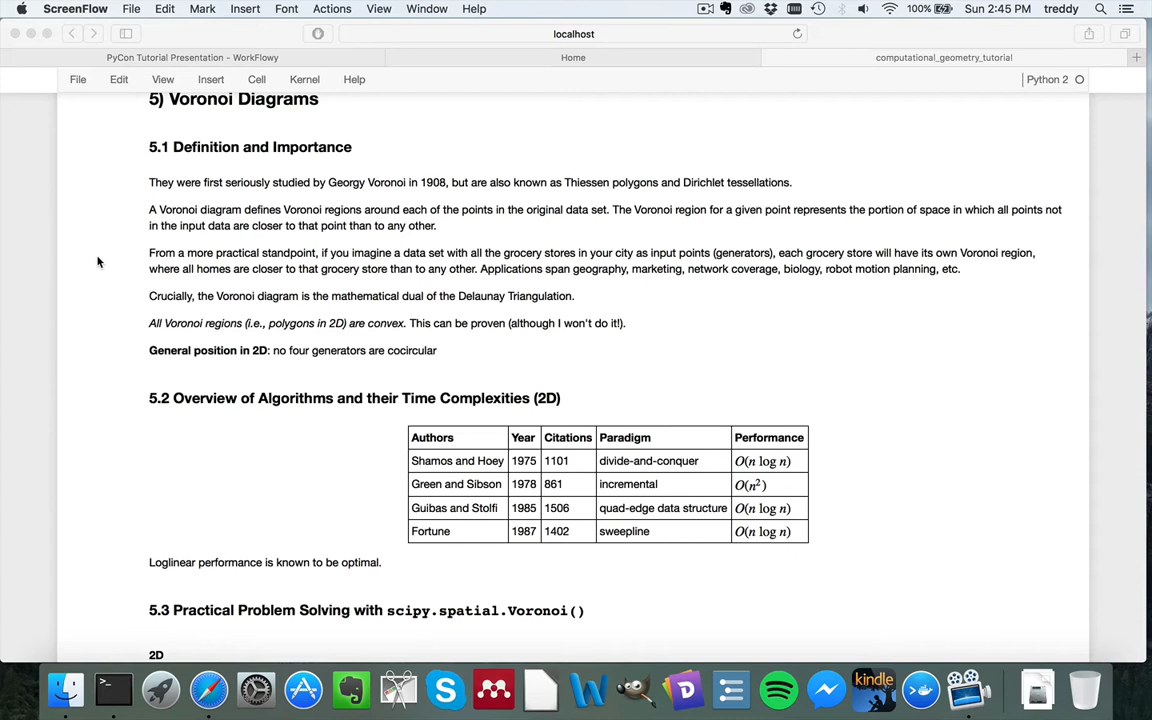 ScreenFlow File Edit Mark Insert Font Actions View Window Help 100% Sun 2:45 PM treddy
localhost
PyCon Tutorial Presentation - WorkFlowy Home computational_geometry_tutorial
File Edit View Insert Cell Kernel Help Python 2
5) Voronoi Diagrams
5.1 Definition and Importance
They were first seriously studied by Georgy Voronoi in 1908, but are also known as Thiessen polygons and Dirichlet tessellations.
A Voronoi diagram defines Voronoi regions around each of the points in the original data set. The Voronoi region for a given point represents the portion of space in which all points not
in the input data are closer to that point than to any other.
From a more practical standpoint, if you imagine a data set with all the grocery stores in your city as input points (generators), each grocery store will have its own Voronoi region,
where all homes are closer to that grocery store than to any other. Applications span geography, marketing, network coverage, biology, robot motion planning, etc.
Crucially, the Voronoi diagram is the mathematical dual of the Delaunay Triangulation.
All Voronoi regions (i.e., polygons in 2D) are convex. This can be proven (although I won't do it!).
General position in 2D: no four generators are cocircular
5.2 Overview of Algorithms and their Time Complexities (2D)
Authors Year Citations Paradigm Performance
Shamos and Hoey 1975 1101 divide-and-conquer O(n log n)
Green and Sibson 1978 861 incremental O(n²)
Guibas and Stolfi 1985 1506 quad-edge data structure O(n log n)
Fortune 1987 1402 sweepline O(n log n)
Loglinear performance is known to be optimal.
5.3 Practical Problem Solving with scipy.spatial.Voronoi()
2D
kindle